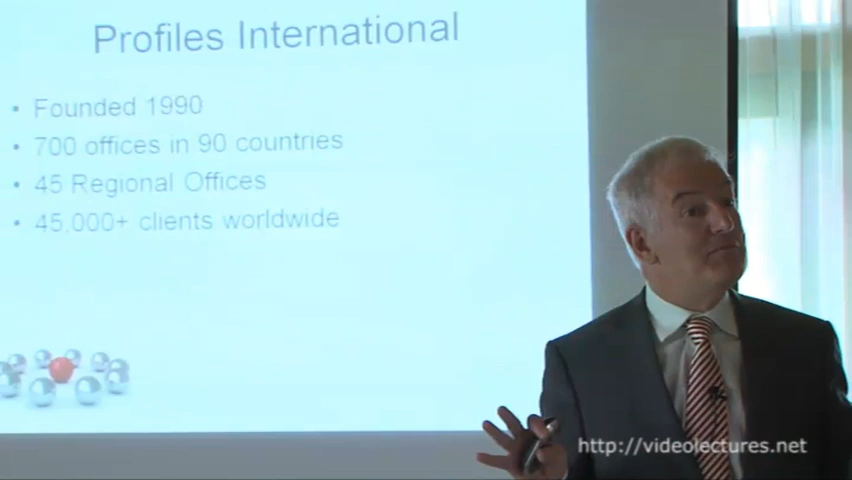 Profiles International
• Founded 1990
• 700 offices in 90 countries
• 45 Regional Offices
• 45.000+ clients worldwide
http://videolectures.net